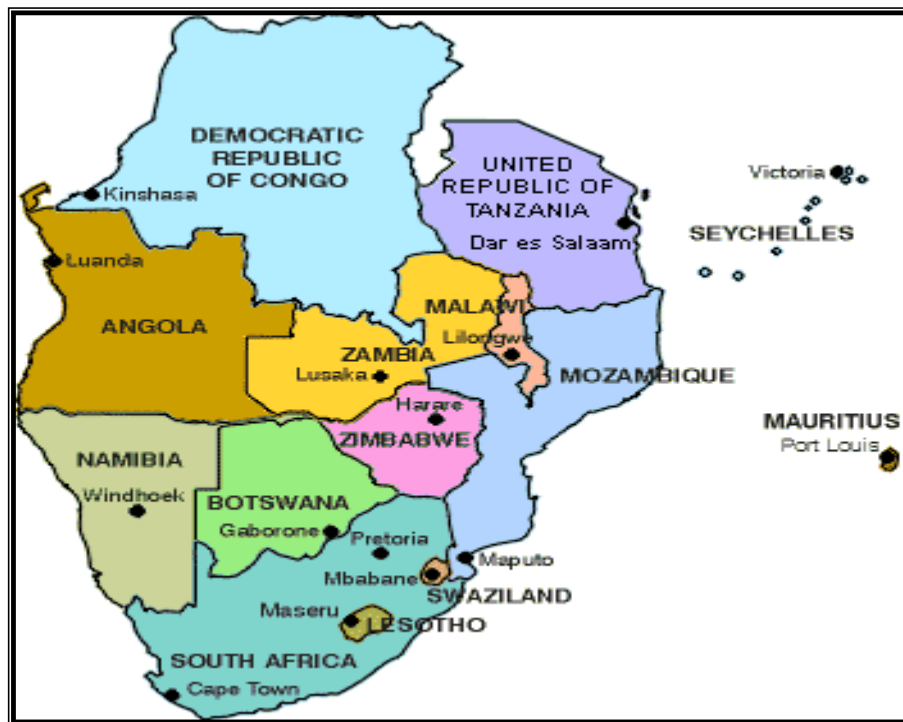 DEMOCRATIC
REPUBLIC
OF CONGO
Kinshasa
UNITED
REPUBLIC OF
TANZANIA
Dar es Salaam
Victoria
SEYCHELLES
Luanda
ANGOLA
MALAWI
Lilongwe
ZAMBIA
Lusaka
MOZAMBIQUE
Harare
ZIMBABWE
MAURITIUS
Port Louis
NAMIBIA
Windhoek
BOTSWANA
Gaborone
Pretoria
Maputo
Mbabane
SWAZILAND
Maseru
LESOTHO
SOUTH AFRICA
Cape Town